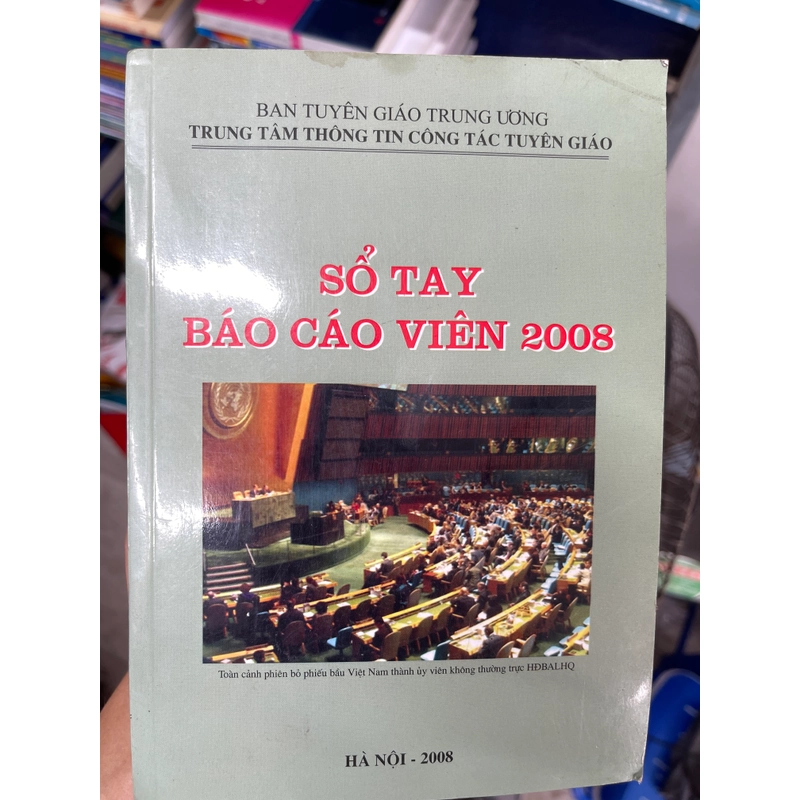 BAN TUYÊN GIÁO TRUNG ƯƠNG
TRUNG TÂM THÔNG TIN CÔNG TÁC TUYÊN GIÁO
SỔ TAY
BÁO CÁO VIÊN 2008
Toàn cảnh phiên bỏ phiếu bầu Việt Nam thành ủy viên không thường trực HĐBALHQ
HÀ NỘI - 2008